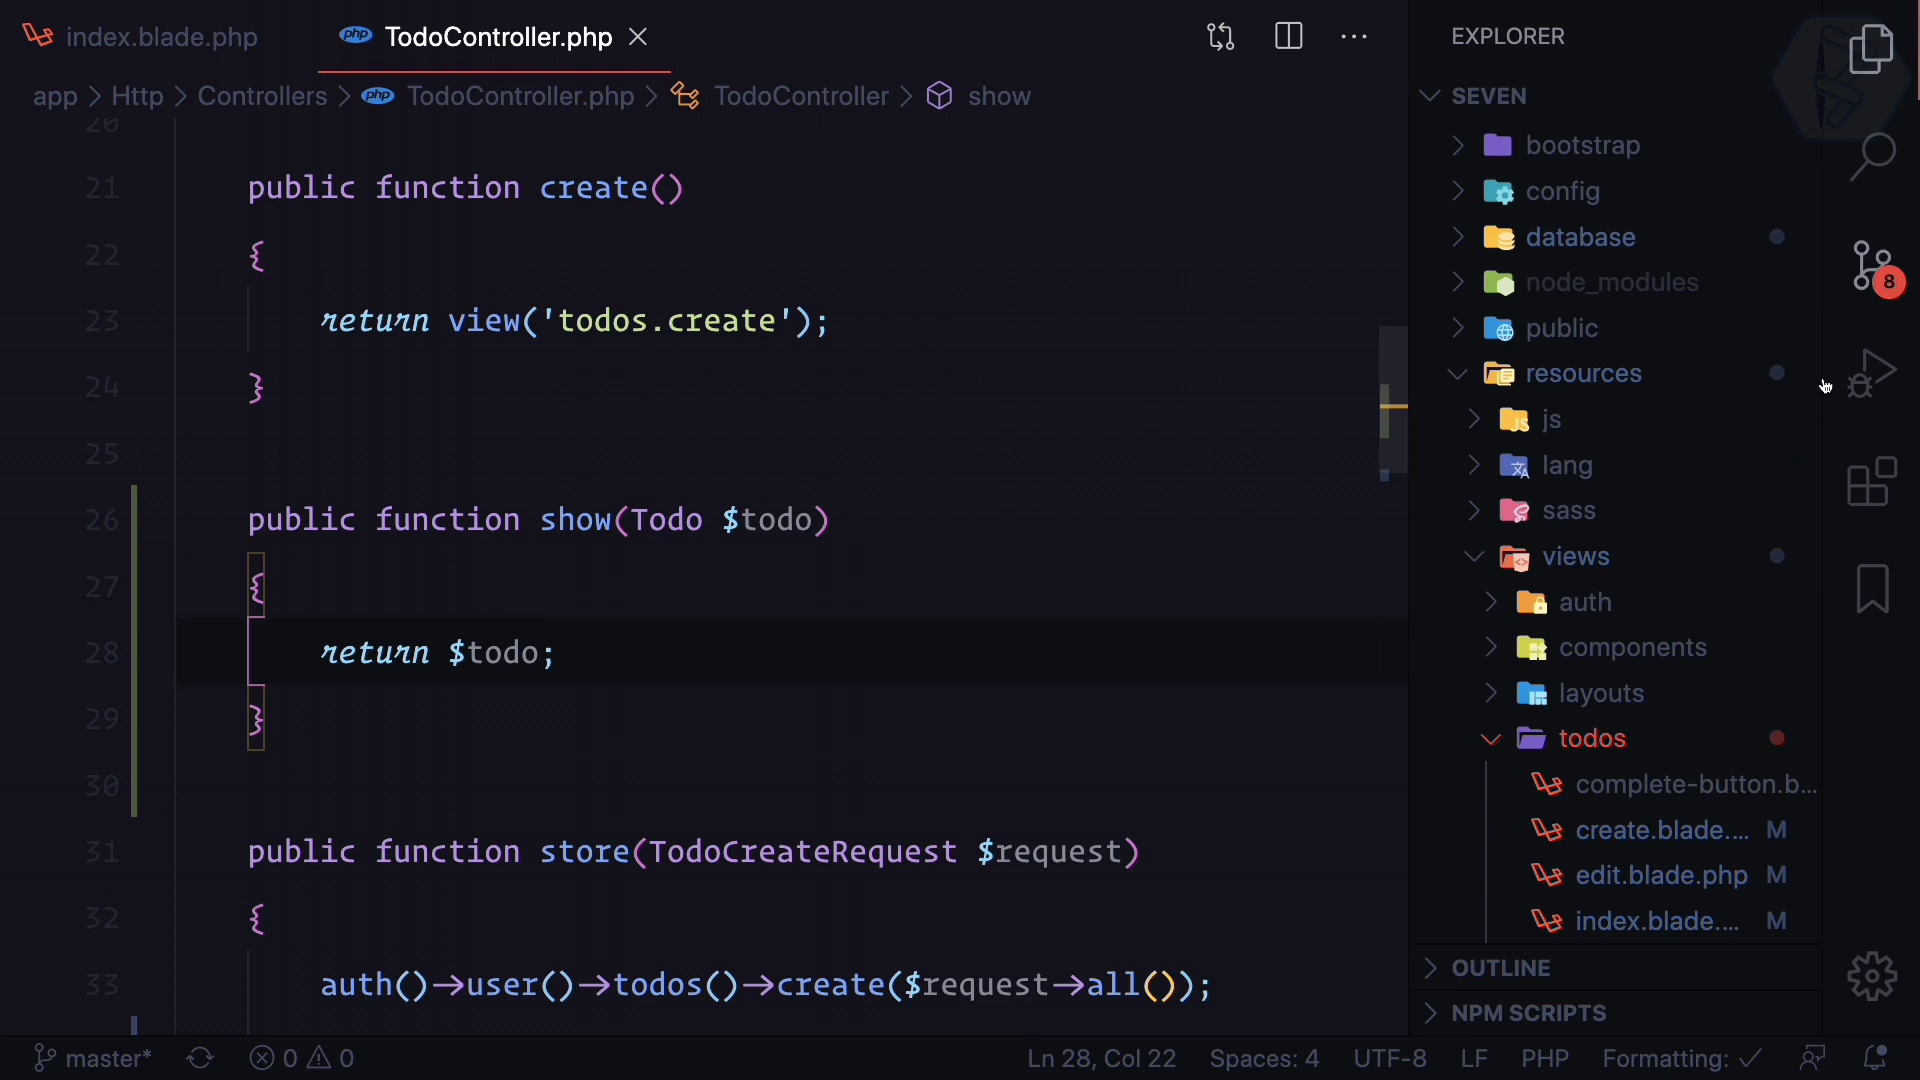 index.blade.php
php TodoController.php
app > Http > Controllers > php TodoController.php > TodoController > show
20
21 public function create()
22 {
23 return view('todos.create');
24 }
25
26 public function show(Todo $todo)
27 {
28 return $todo;
29 }
30
31 public function store(TodoCreateRequest $request)
32 {
33 auth()->user()->todos()->create($request->all());
EXPLORER
SEVEN
bootstrap
config
database
node_modules
public
resources
JS js
lang
sass
views
auth
components
layouts
todos
complete-button.b...
create.blade.... M
edit.blade.php M
index.blade.... M
OUTLINE
NPM SCRIPTS
8
master* 0 0 Ln 28, Col 22 Spaces: 4 UTF-8 LF PHP Formatting: ✓